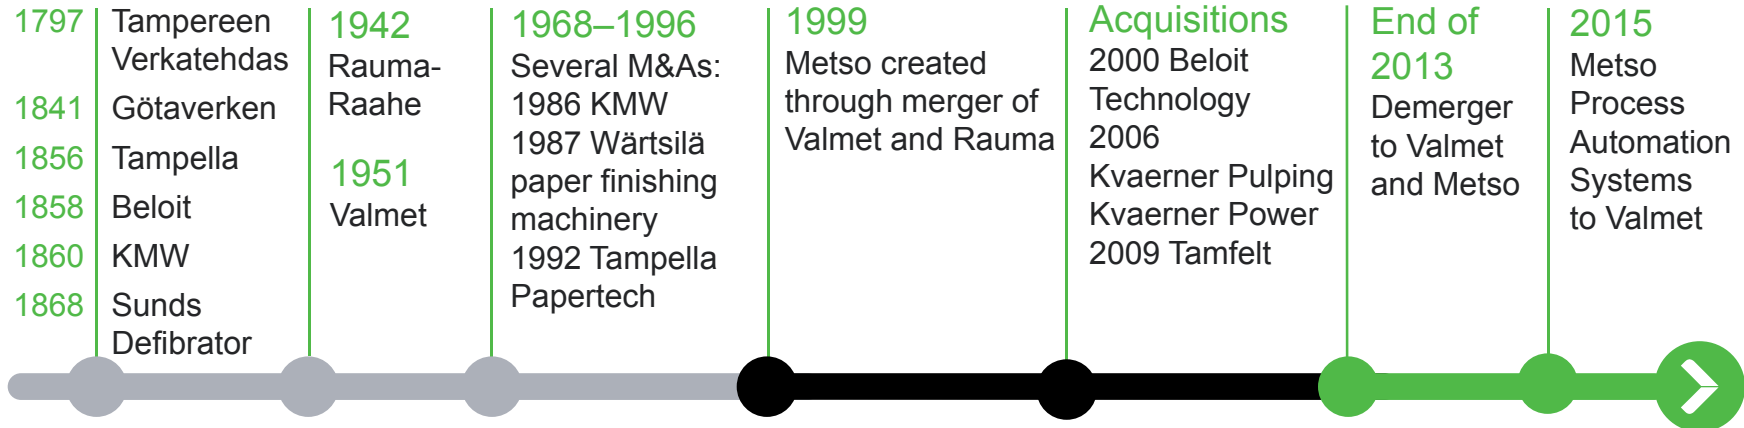 1797 Tampereen
Verkatehdas
1841 Götaverken
1856 Tampella
1858 Beloit
1860 KMW
1868 Sunds
Defibrator
1942
Rauma-
Raahe
1951
Valmet
1968–1996
Several M&As:
1986 KMW
1987 Wärtsilä
paper finishing
machinery
1992 Tampella
Papertech
1999
Metso created
through merger of
Valmet and Rauma
Acquisitions
2000 Beloit
Technology
2006
Kvaerner Pulping
Kvaerner Power
2009 Tamfelt
End of
2013
Demerger
to Valmet
and Metso
2015
Metso
Process
Automation
Systems
to Valmet